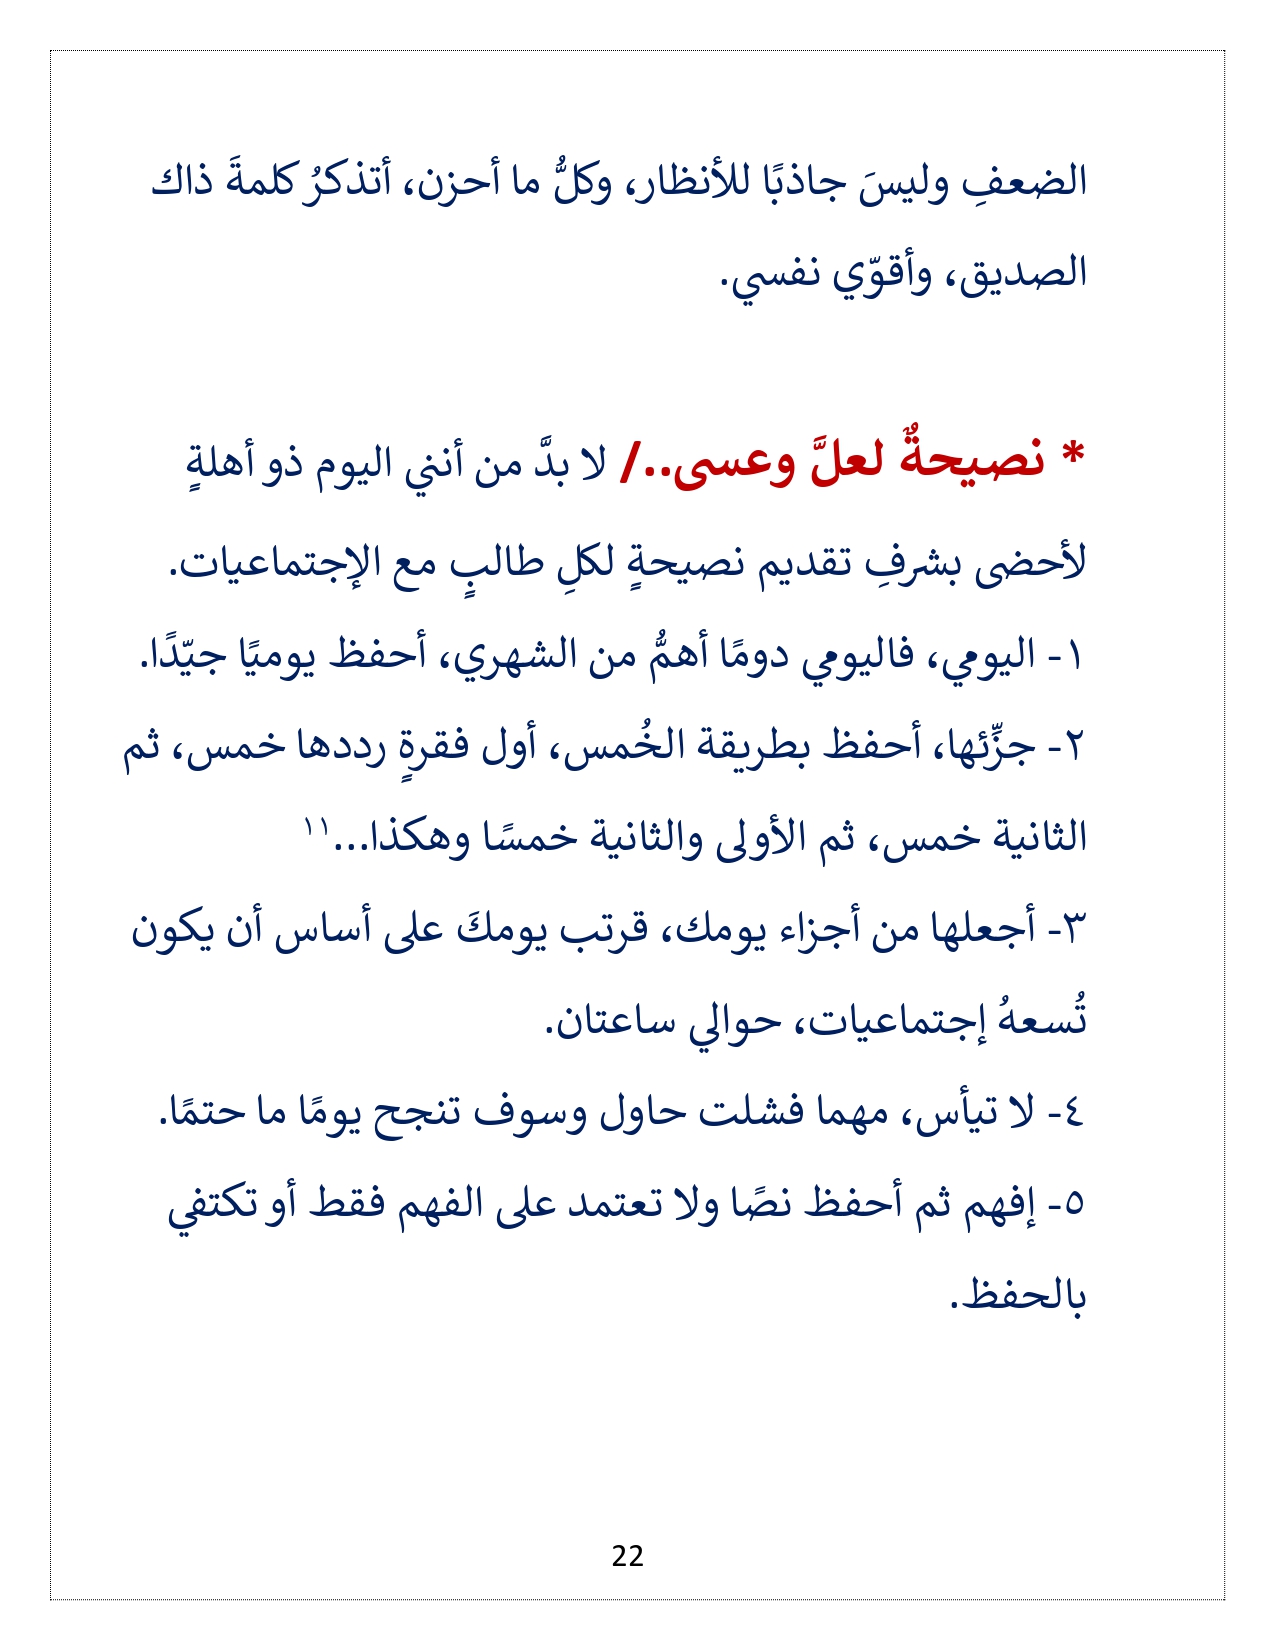 الضعفِ وليسَ جاذبًا للأنظار، وكلُّ ما أحزن، أتذكرُ كلمةَ ذاك
الصديق، وأقوّي نفسي.
* نصيحةٌ لعلَّ وعسى../ لا بدَّ من أنني اليوم ذو أهلةٍ
لأحضى بشرفِ تقديم نصيحةٍ لكلِ طالبٍ مع الإجتماعيات.
١- اليومي، فاليومي دومًا أهمُّ من الشهري، أحفظ يوميًا جيّدًا.
٢- جزِّئها، أحفظ بطريقة الخُمس، أول فقرةٍ رددها خمس، ثم
الثانية خمس، ثم الأولى والثانية خمسًا وهكذا...١١
٣- أجعلها من أجزاء يومك، قرتب يومكَ على أساس أن يكون
تُسعهُ إجتماعيات، حوالي ساعتان.
٤- لا تيأس، مهما فشلت حاول وسوف تنجح يومًا ما حتمًا.
٥- إفهم ثم أحفظ نصًا ولا تعتمد على الفهم فقط أو تكتفي
بالحفظ.
22